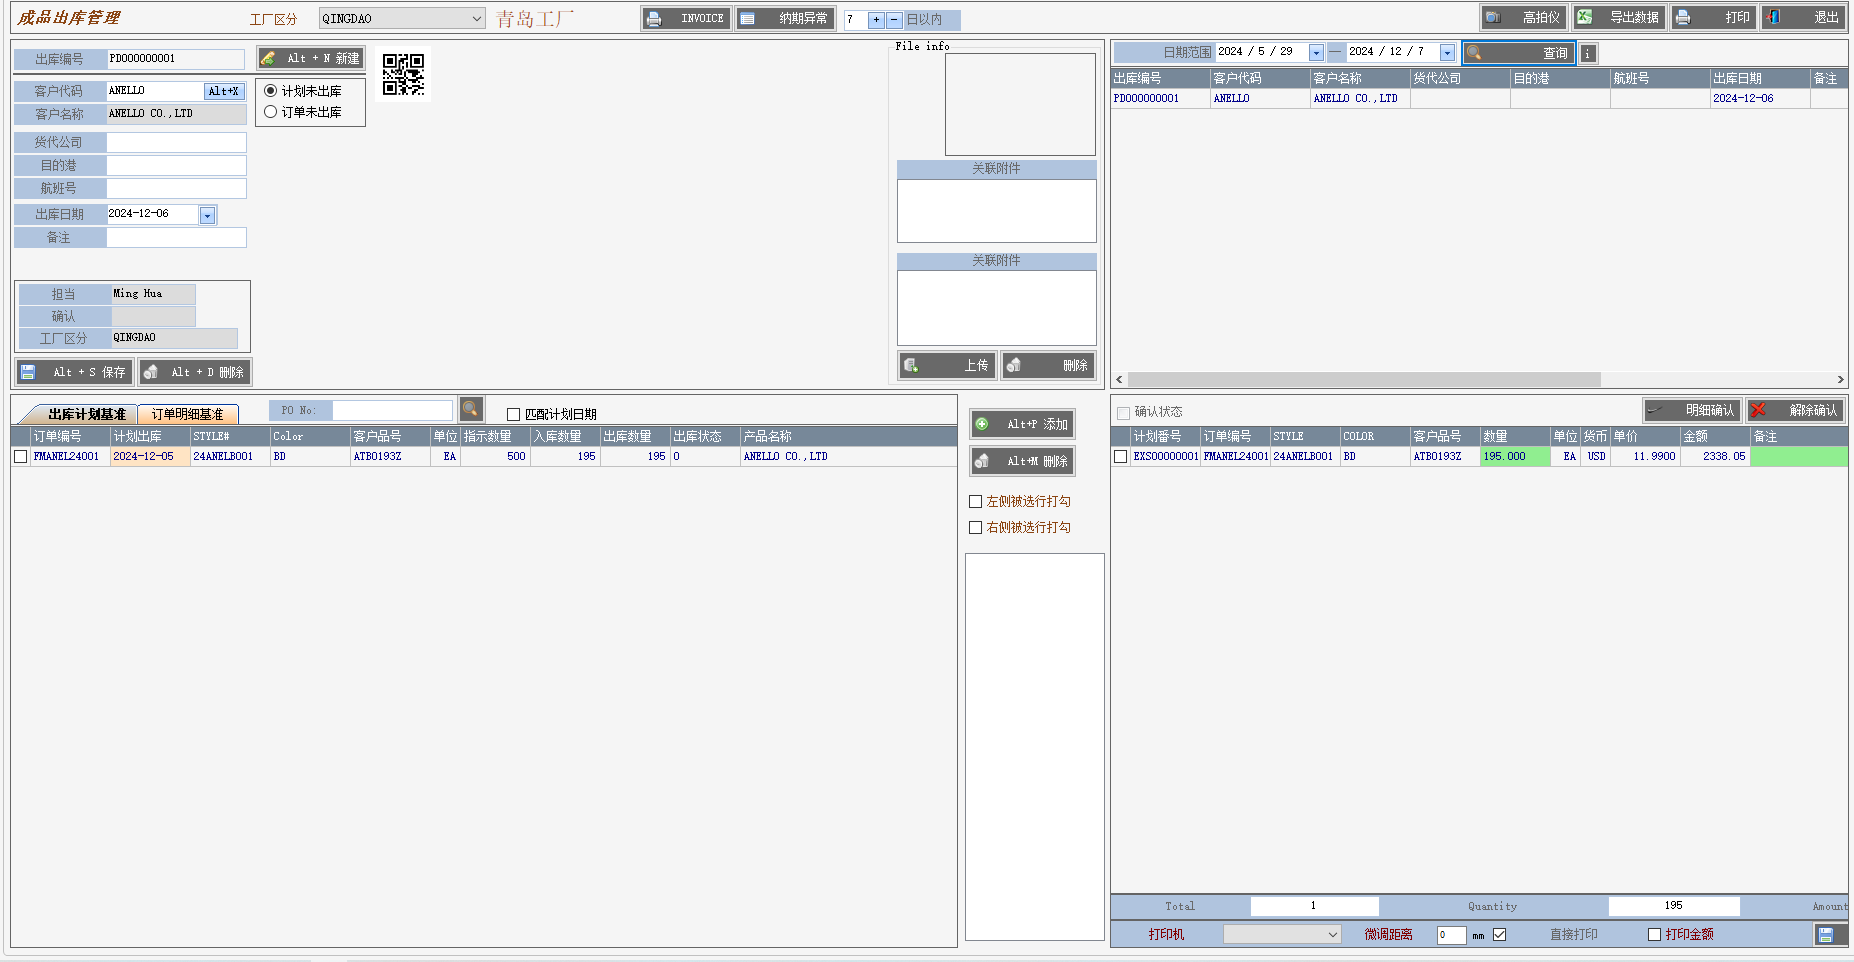 成品出库管理 工厂区分 QINGDAO 青岛工厂 INVOICE 纳期异常 7 + − 日以内 高拍仪 导出数据 打印 退出
出库编号 PD000000001 Alt + N 新建
客户代码 ANELLO Alt+X
客户名称 ANELLO CO.,LTD
货代公司
目的港
航班号
出库日期 2024-12-06
备注
计划未出库
订单未出库
担当 Ming Hua
确认
工厂区分 QINGDAO
Alt + S 保存 Alt + D 删除
File info
关联附件
关联附件
上传 删除
日期范围 2024 / 5 / 29 — 2024 / 12 / 7 查询 i
出库编号 客户代码 客户名称 货代公司 目的港 航班号 出库日期 备注
PD000000001 ANELLO ANELLO CO.,LTD 2024-12-06
出库计划基准 订单明细基准 PO No: 匹配计划日期
订单编号 计划出库 STYLE# Color 客户品号 单位 指示数量 入库数量 出库数量 出库状态 产品名称
FMANEL24001 2024-12-05 24ANELB001 BD ATB0193Z EA 500 195 195 0 ANELLO CO.,LTD
Alt+P 添加
Alt+M 删除
左侧被选行打勾
右侧被选行打勾
确认状态 明细确认 解除确认
计划番号 订单编号 STYLE COLOR 客户品号 数量 单位 货币 单价 金额 备注
EXS00000001 FMANEL24001 24ANELB001 BD ATB0193Z 195.000 EA USD 11.9900 2338.05
Total 1 Quantity 195 Amount
打印机 微调距离 0 mm 直接打印 打印金额